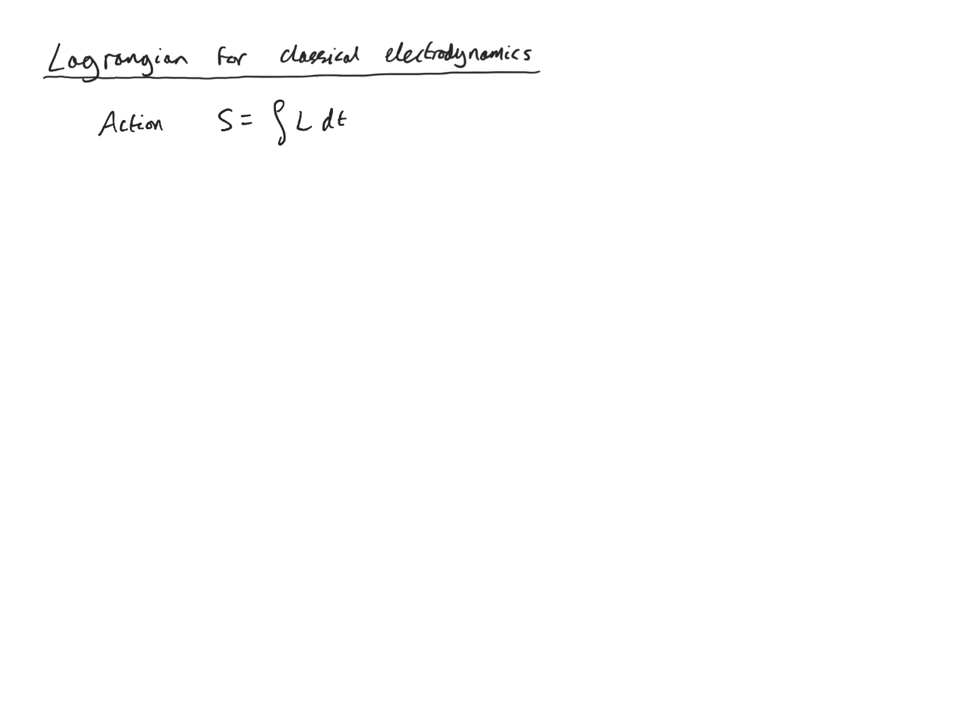 Lagrangian for classical electrodynamics
Action S = ∫ L dt